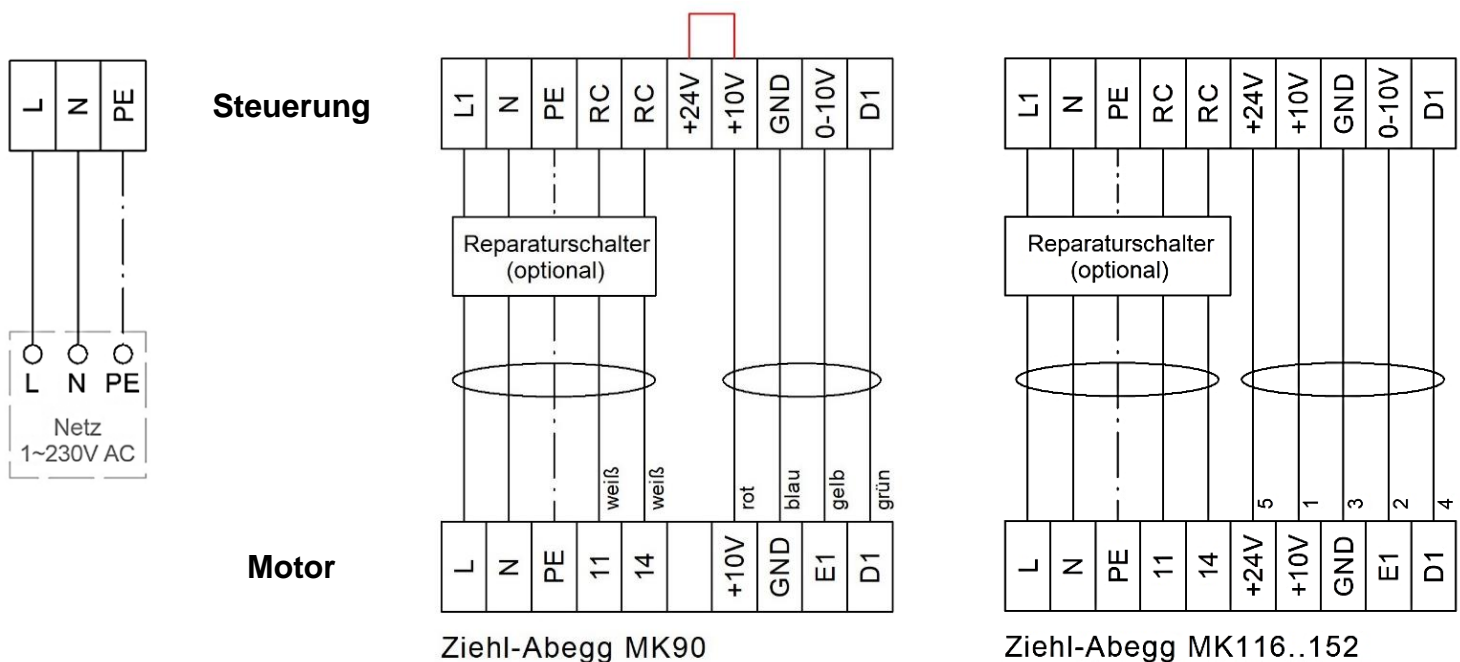 L N PE
Steuerung
L1 N PE RC RC +24V +10V GND 0-10V D1
L1 N PE RC RC +24V +10V GND 0-10V D1
Reparaturschalter
(optional)
Reparaturschalter
(optional)
L N PE
Netz
1~230V AC
weiß weiß rot blau gelb grün
5 1 3 2 4
Motor
L N PE 11 14 +10V GND E1 D1
L N PE 11 14 +24V +10V GND E1 D1
Ziehl-Abegg MK90
Ziehl-Abegg MK116..152